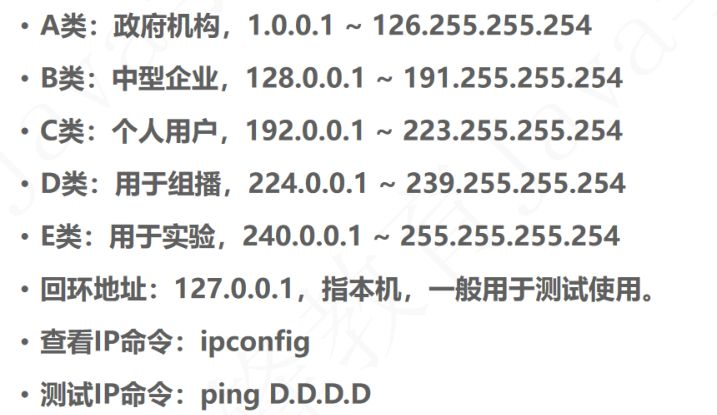 • A类：政府机构，1.0.0.1 ~ 126.255.255.254
• B类：中型企业，128.0.0.1 ~ 191.255.255.254
• C类：个人用户，192.0.0.1 ~ 223.255.255.254
• D类：用于组播，224.0.0.1 ~ 239.255.255.254
• E类：用于实验，240.0.0.1 ~ 255.255.255.254
• 回环地址：127.0.0.1，指本机，一般用于测试使用。
• 查看IP命令：ipconfig
• 测试IP命令：ping D.D.D.D